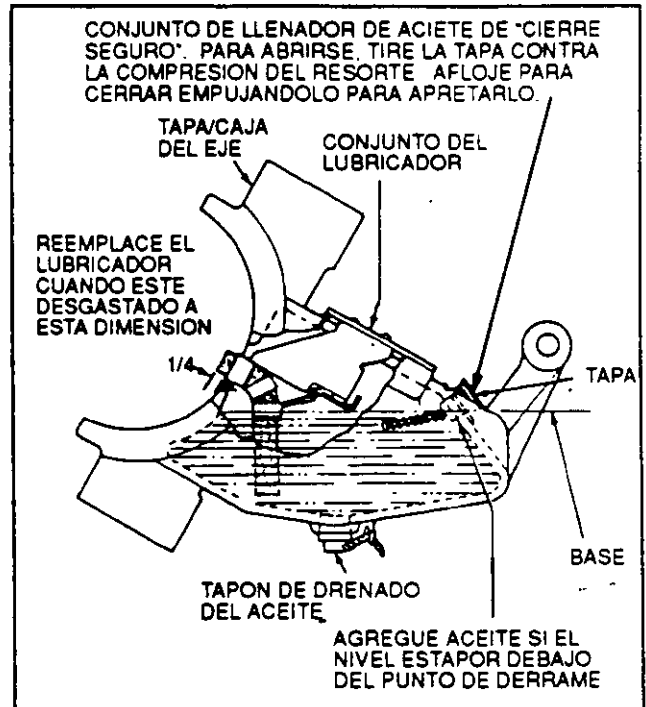 CONJUNTO DE LLENADOR DE ACIETE DE "CIERRE
SEGURO". PARA ABRIRSE, TIRE LA TAPA CONTRA
LA COMPRESION DEL RESORTE AFLOJE PARA
CERRAR EMPUJANDOLO PARA APRETARLO.
TAPA/CAJA
DEL EJE
CONJUNTO DEL
LUBRICADOR
REEMPLACE EL
LUBRICADOR
CUANDO ESTE
DESGASTADO A
ESTA DIMENSION
1/4
TAPA
BASE
TAPON DE DRENADO
DEL ACEITE
AGREGUE ACEITE SI EL
NIVEL ESTAPOR DEBAJO
DEL PUNTO DE DERRAME